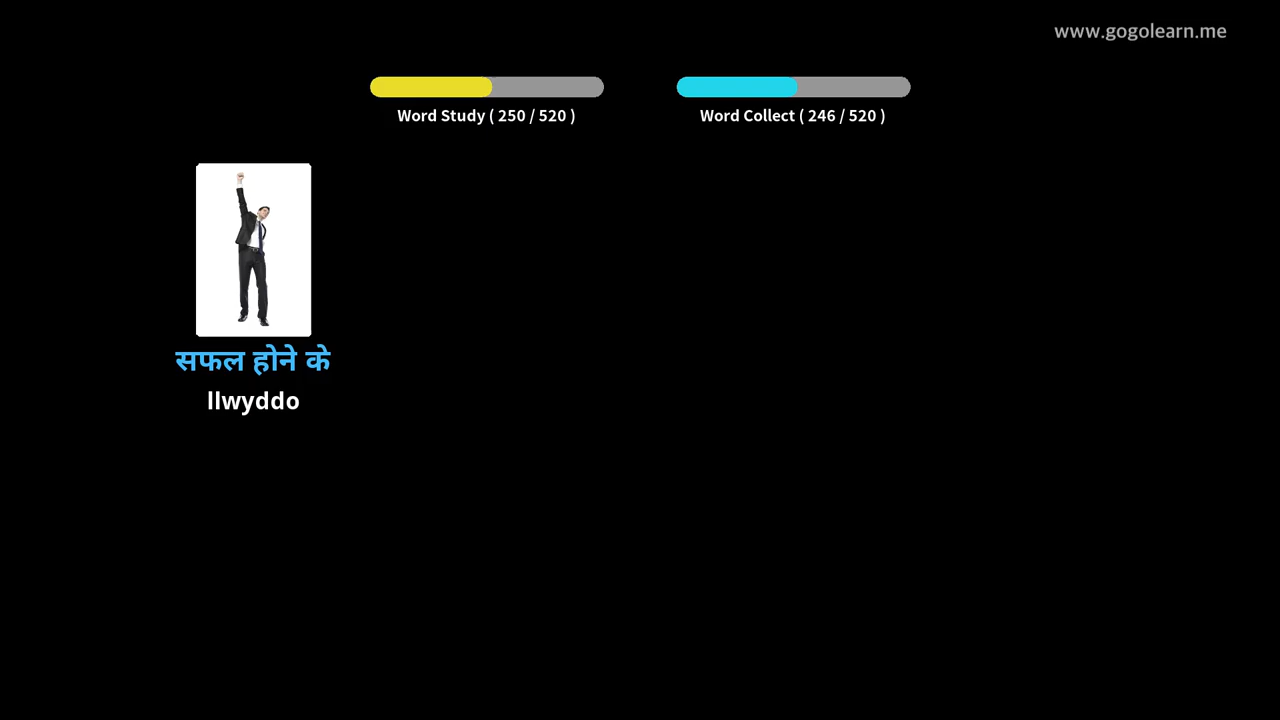 www.gogolearn.me
Word Study ( 250 / 520 )
Word Collect ( 246 / 520 )
सफल होने के
llwyddo